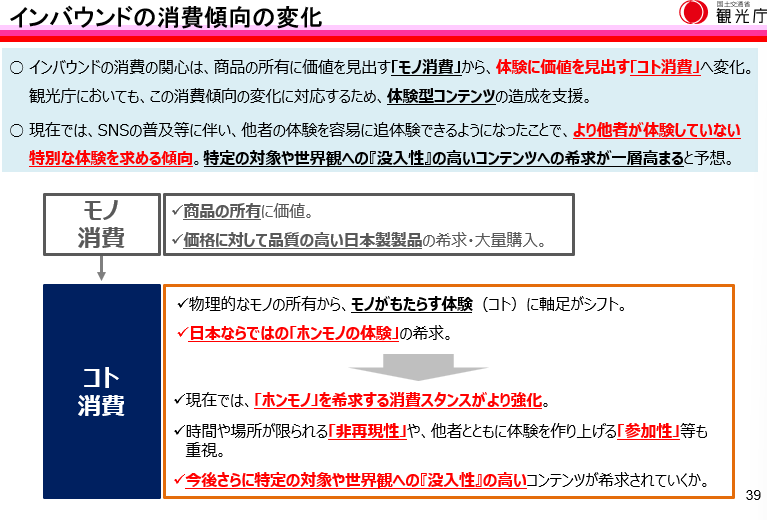 インバウンドの消費傾向の変化
国土交通省
観光庁
○ インバウンドの消費の関心は、商品の所有に価値を見出す「モノ消費」から、体験に価値を見出す「コト消費」へ変化。
観光庁においても、この消費傾向の変化に対応するため、体験型コンテンツの造成を支援。
○ 現在では、SNSの普及等に伴い、他者の体験を容易に追体験できるようになったことで、より他者が体験していない
特別な体験を求める傾向。特定の対象や世界観への『没入性』の高いコンテンツへの希求が一層高まると予想。
モノ
消費
✓商品の所有に価値。
✓価格に対して品質の高い日本製製品の希求・大量購入。
コト
消費
✓物理的なモノの所有から、モノがもたらす体験（コト）に軸足がシフト。
✓日本ならではの「ホンモノの体験」の希求。
✓現在では、「ホンモノ」を希求する消費スタンスがより強化。
✓時間や場所が限られる「非再現性」や、他者とともに体験を作り上げる「参加性」等も
重視。
✓今後さらに特定の対象や世界観への『没入性』の高いコンテンツが希求されていくか。
39